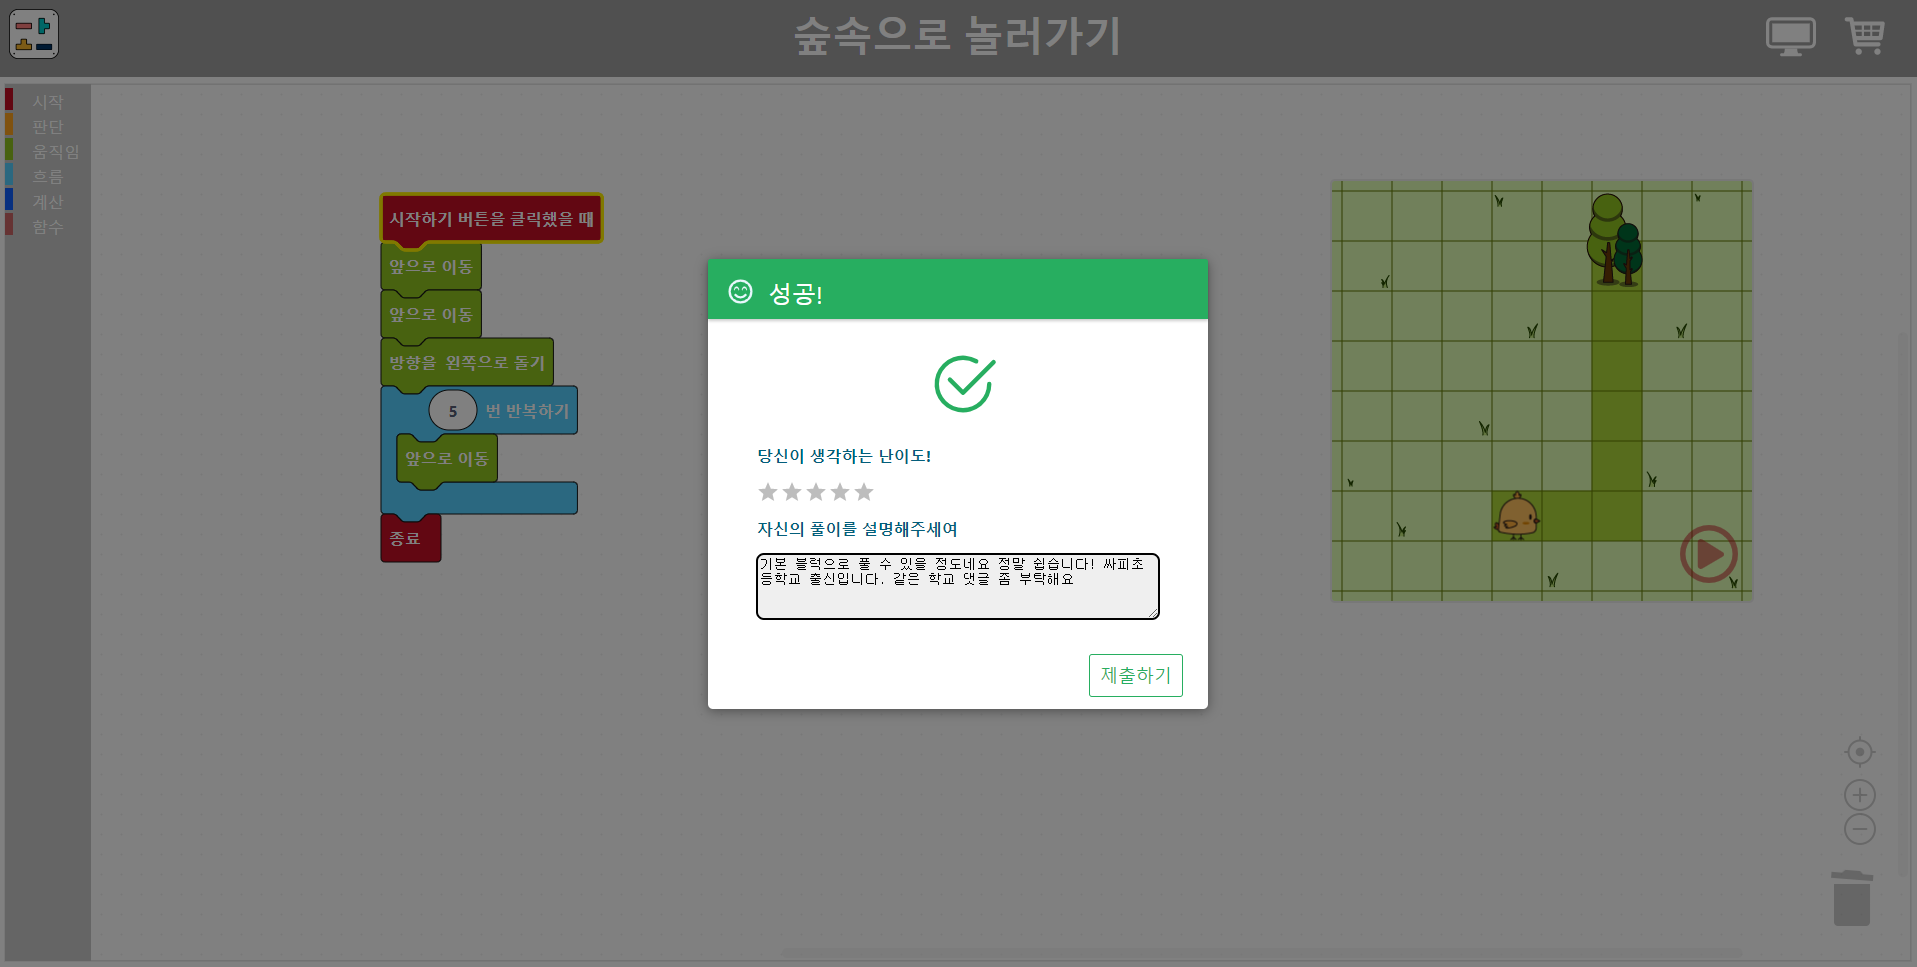 숲속으로 놀러가기
시작
판단
움직임
흐름
계산
함수
시작하기 버튼을 클릭했을 때
앞으로 이동
앞으로 이동
방향을 왼쪽으로 돌기
5 번 반복하기
앞으로 이동
종료
성공!
당신이 생각하는 난이도!
자신의 풀이를 설명해주세여
기본 블럭으로 풀 수 있을 정도네요 정말 쉽습니다! 싸피초
등학교 출신입니다. 같은 학교 댓글 좀 부탁해요
제출하기